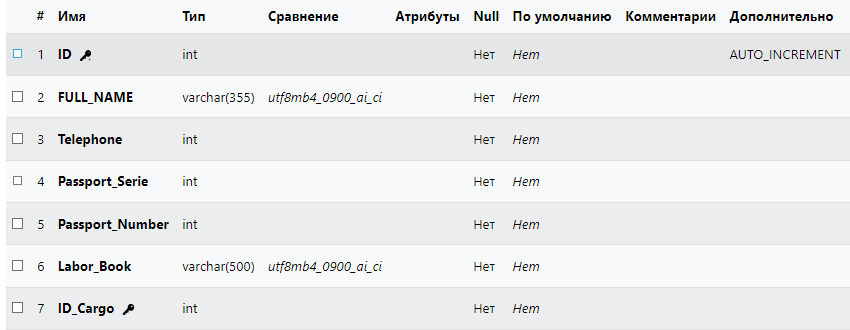 # Имя Тип Сравнение Атрибуты Null По умолчанию Комментарии Дополнительно
1 ID int Нет Нет AUTO_INCREMENT
2 FULL_NAME varchar(355) utf8mb4_0900_ai_ci Нет Нет
3 Telephone int Нет Нет
4 Passport_Serie int Нет Нет
5 Passport_Number int Нет Нет
6 Labor_Book varchar(500) utf8mb4_0900_ai_ci Нет Нет
7 ID_Cargo int Нет Нет